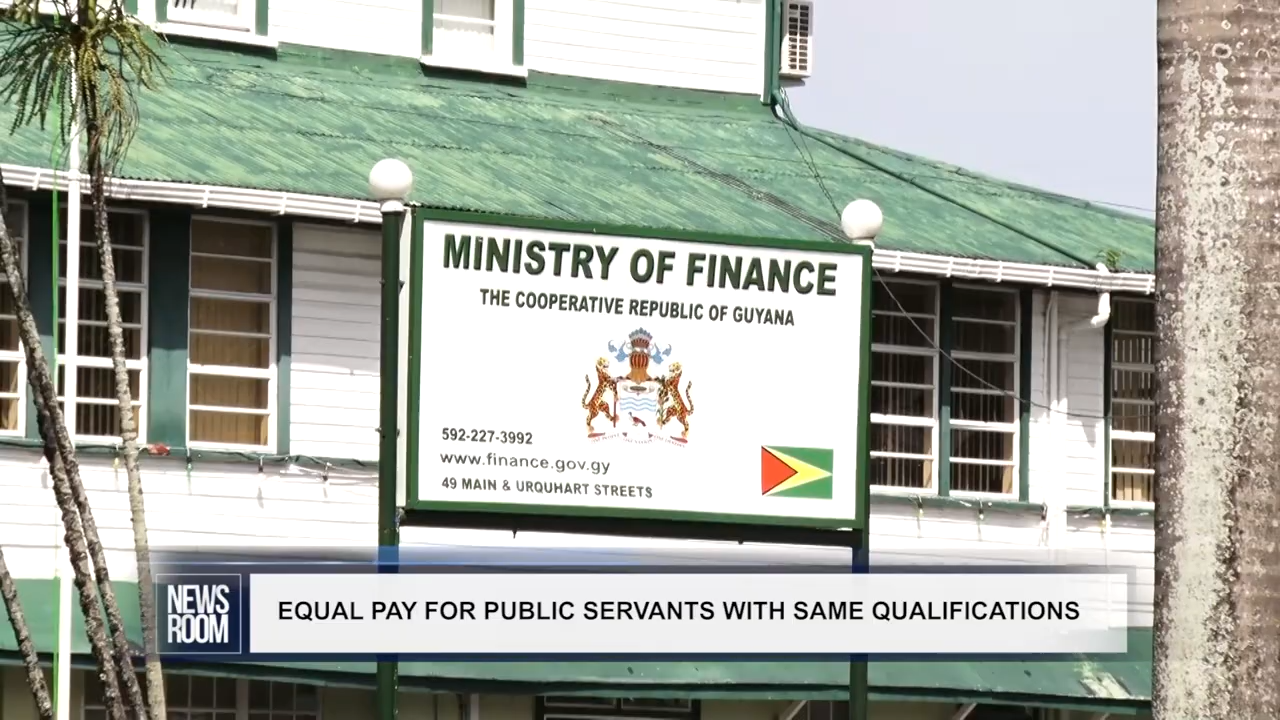 MINISTRY OF FINANCE
THE COOPERATIVE REPUBLIC OF GUYANA
592-227-3992
www.finance.gov.gy
49 MAIN & URQUHART STREETS
NEWS
ROOM
EQUAL PAY FOR PUBLIC SERVANTS WITH SAME QUALIFICATIONS